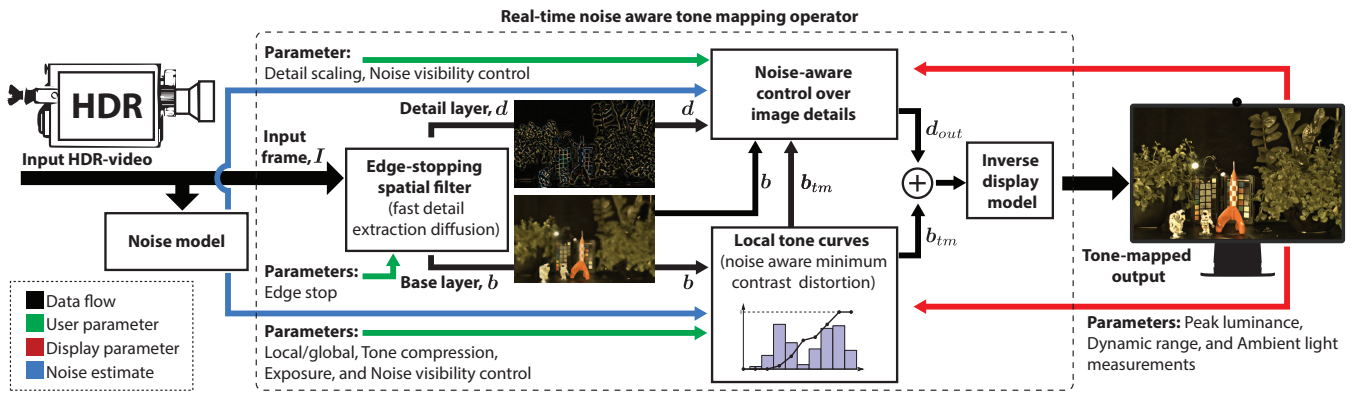 Real-time noise aware tone mapping operator
HDR
Input HDR-video
Noise model
Parameter:
Detail scaling, Noise visibility control
Input
frame, I
Edge-stopping
spatial filter
(fast detail
extraction diffusion)
Parameters:
Edge stop
Detail layer, d
d
Base layer, b
b
Noise-aware
control over
image details
b
b_tm
Local tone curves
(noise aware minimum
contrast distortion)
Parameters:
Local/global, Tone compression,
Exposure, and Noise visibility control
d_out
+
b_tm
Inverse
display
model
Tone-mapped
output
Parameters: Peak luminance,
Dynamic range, and Ambient light
measurements
Data flow
User parameter
Display parameter
Noise estimate